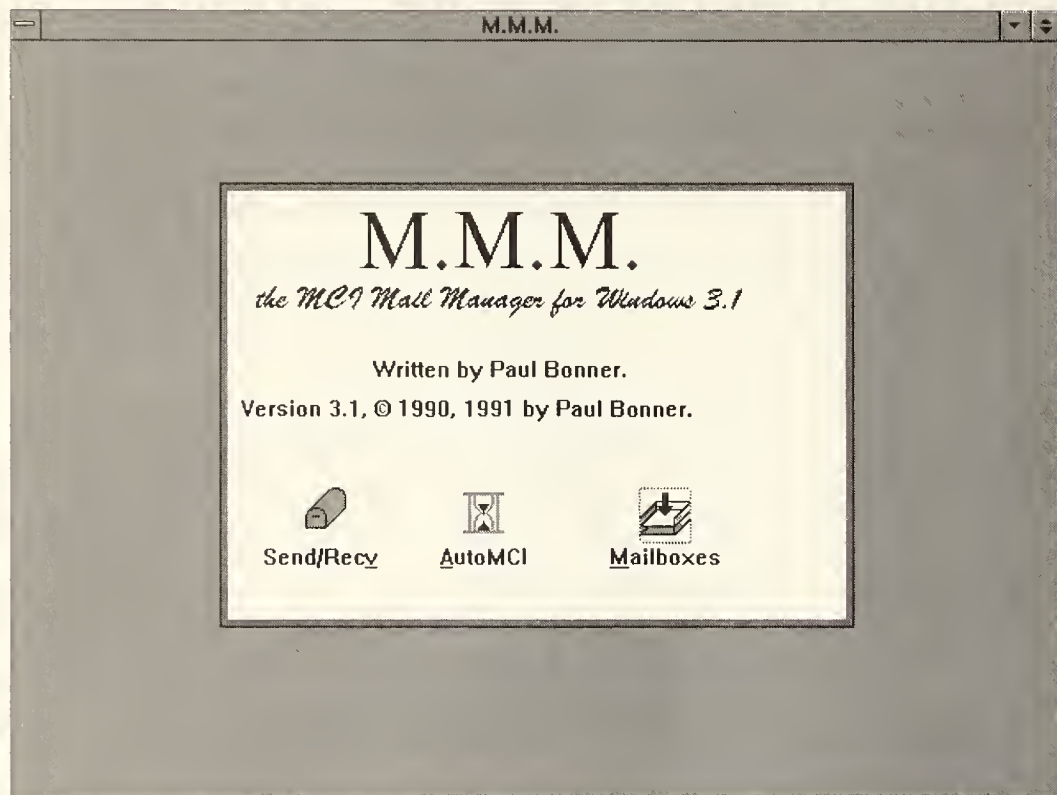 M.M.M.
M.M.M.
the MCI Mail Manager for Windows 3.1
Written by Paul Bonner.
Version 3.1, © 1990, 1991 by Paul Bonner.
Send/Recv AutoMCI Mailboxes